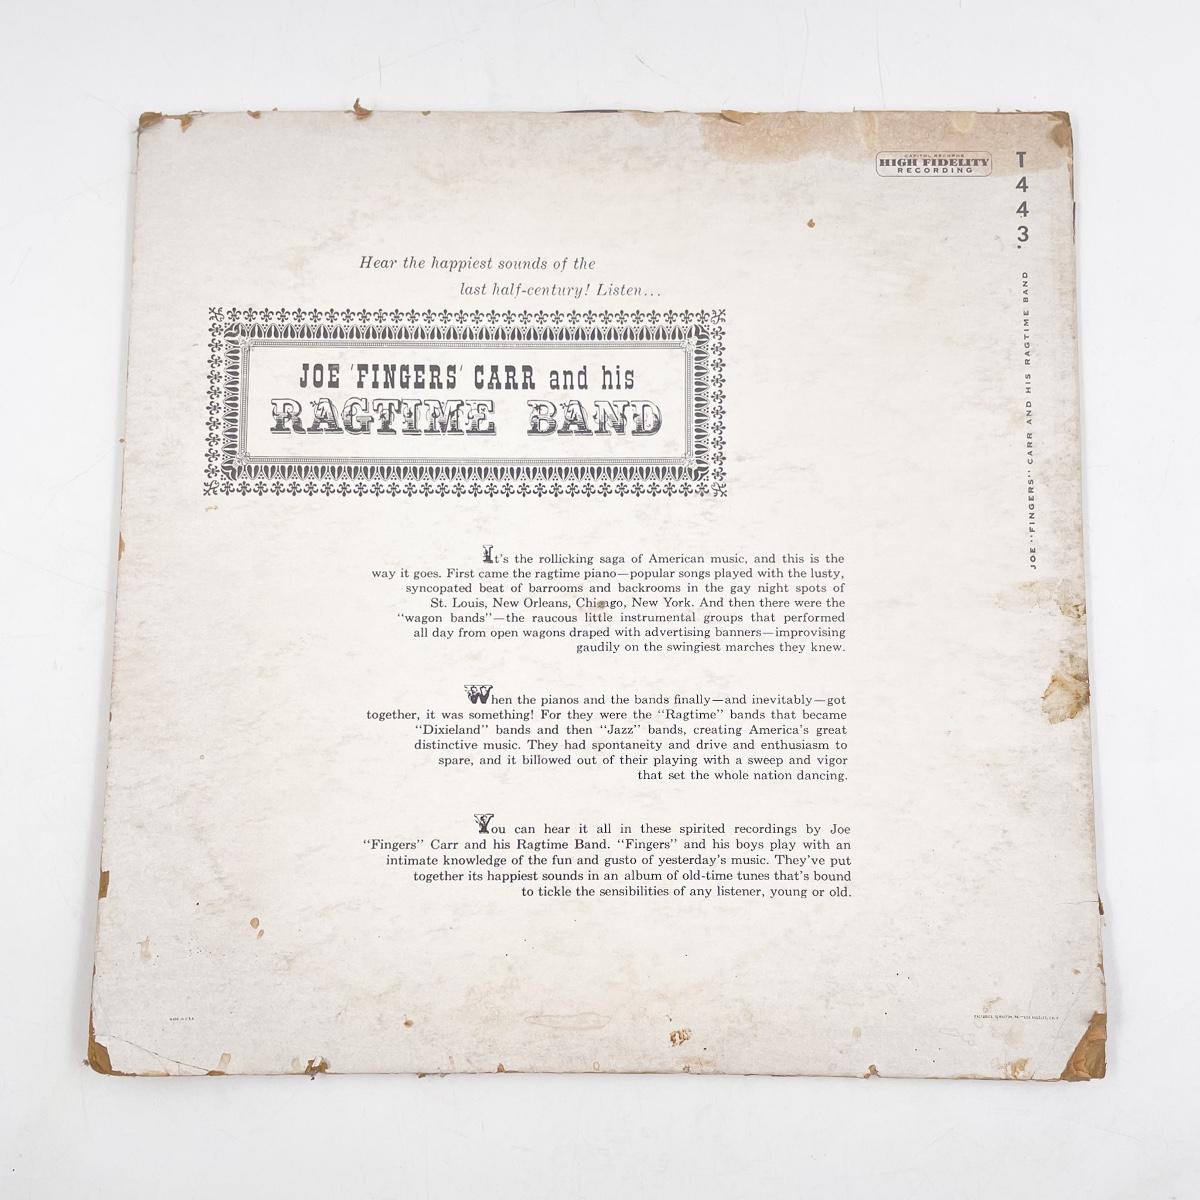 CAPITOL RECORDS
HIGH FIDELITY
RECORDING
T
4
4
3
JOE "FINGERS" CARR AND HIS RAGTIME BAND
Hear the happiest sounds of the
last half-century! Listen...
JOE 'FINGERS' CARR and his
RAGTIME BAND
It's the rollicking saga of American music, and this is the
way it goes. First came the ragtime piano—popular songs played with the lusty,
syncopated beat of barrooms and backrooms in the gay night spots of
St. Louis, New Orleans, Chicago, New York. And then there were the
"wagon bands"—the raucous little instrumental groups that performed
all day from open wagons draped with advertising banners—improvising
gaudily on the swingiest marches they knew.
When the pianos and the bands finally—and inevitably—got
together, it was something! For they were the "Ragtime" bands that became
"Dixieland" bands and then "Jazz" bands, creating America's great
distinctive music. They had spontaneity and drive and enthusiasm to
spare, and it billowed out of their playing with a sweep and vigor
that set the whole nation dancing.
You can hear it all in these spirited recordings by Joe
"Fingers" Carr and his Ragtime Band. "Fingers" and his boys play with an
intimate knowledge of the fun and gusto of yesterday's music. They've put
together its happiest sounds in an album of old-time tunes that's bound
to tickle the sensibilities of any listener, young or old.
MADE IN U.S.A.